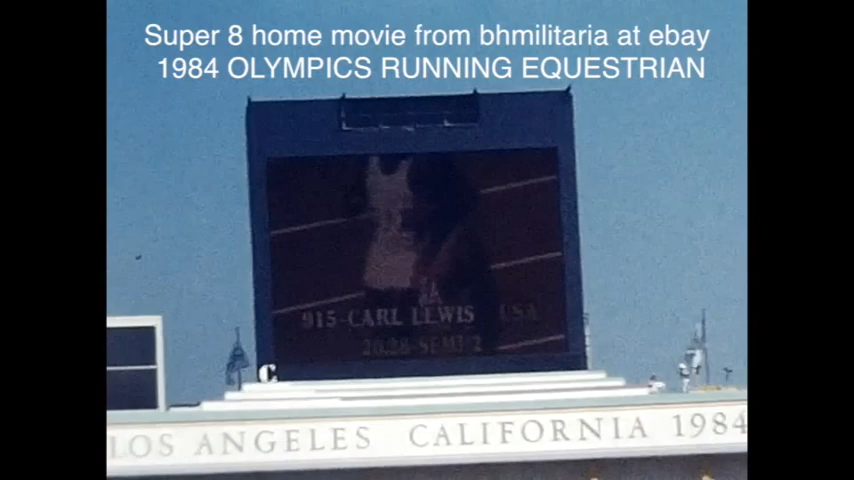 Super 8 home movie from bhmilitaria at ebay
1984 OLYMPICS RUNNING EQUESTRIAN
915-CARL LEWIS USA
20.28-SEMI 2
LOS ANGELES CALIFORNIA 1984